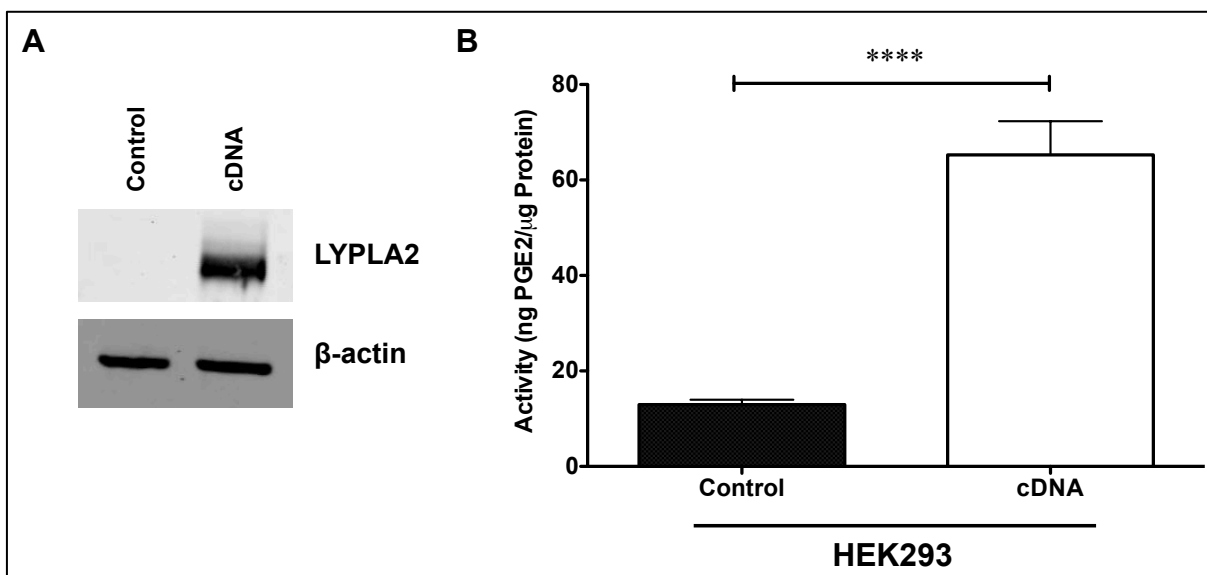 A
Control
cDNA
LYPLA2
β-actin
B
****
Activity (ng PGE2/µg Protein)
80
60
40
20
0
Control
cDNA
HEK293